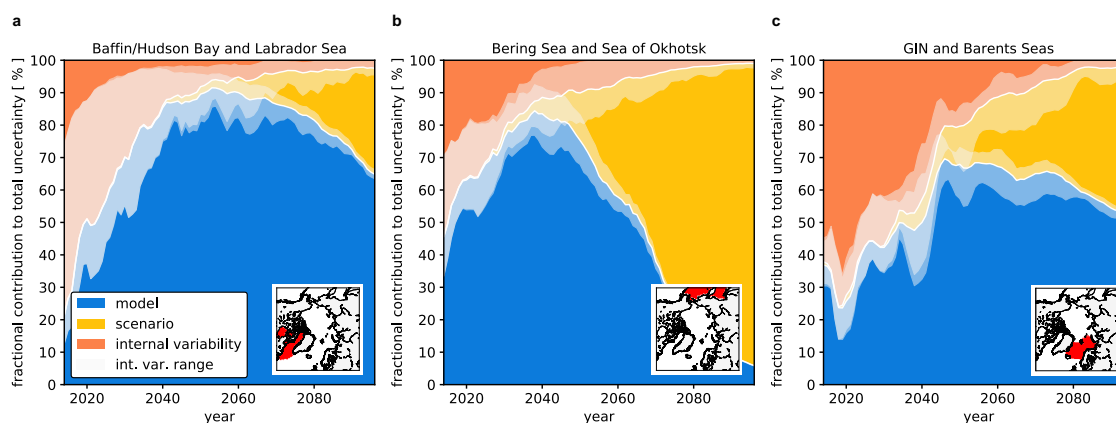 a
b
c
Baffin/Hudson Bay and Labrador Sea
Bering Sea and Sea of Okhotsk
GIN and Barents Seas
fractional contribution to total uncertainty [ % ]
100
90
80
70
60
50
40
30
20
10
0
model
scenario
internal variability
int. var. range
2020
2040
2060
2080
year
fractional contribution to total uncertainty [ % ]
100
90
80
70
60
50
40
30
20
10
0
2020
2040
2060
2080
year
fractional contribution to total uncertainty [ % ]
100
90
80
70
60
50
40
30
20
10
0
2020
2040
2060
2080
year